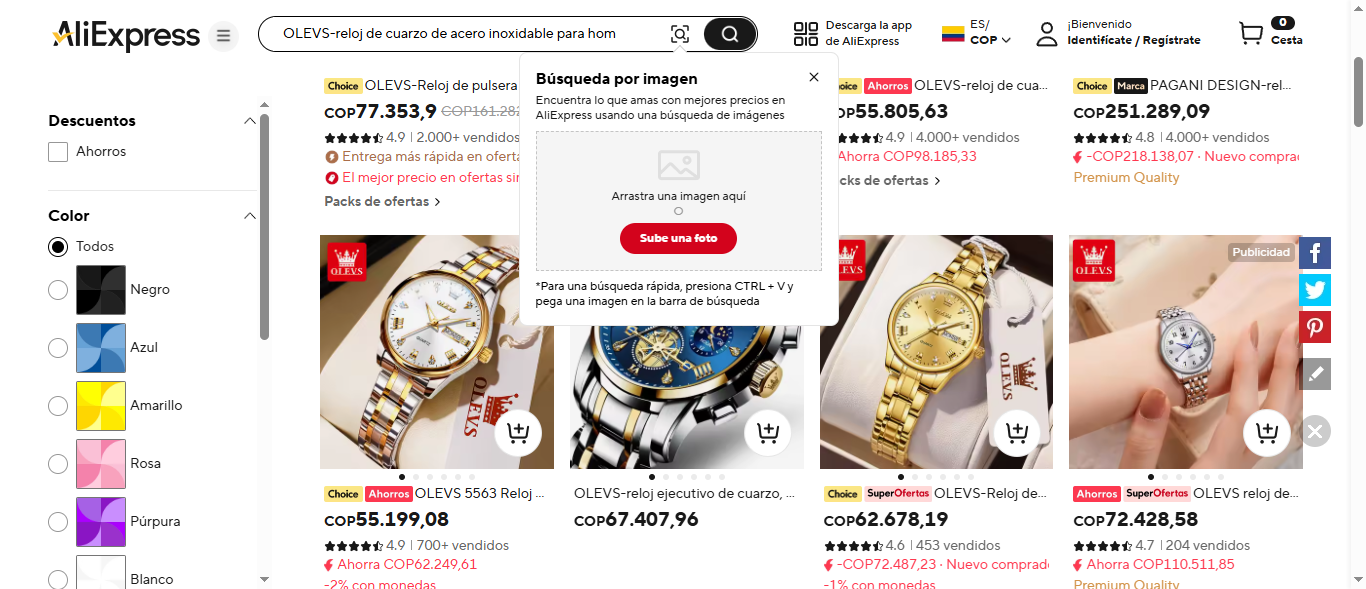 AliExpress
OLEVS-reloj de cuarzo de acero inoxidable para hom
Descarga la app
de AliExpress
ES/
COP
¡Bienvenido
Identifícate / Regístrate
0
Cesta
Descuentos
Ahorros
Color
Todos
Negro
Azul
Amarillo
Rosa
Púrpura
Blanco
Choice OLEVS-Reloj de pulsera
COP77.353,9 COP161.282
4.9 | 2.000+ vendidos
Entrega más rápida en oferta
El mejor precio en ofertas sin
Packs de ofertas >
Búsqueda por imagen
Encuentra lo que amas con mejores precios en
AliExpress usando una búsqueda de imágenes
Arrastra una imagen aquí
O
Sube una foto
*Para una búsqueda rápida, presiona CTRL + V y
pega una imagen en la barra de búsqueda
oice Ahorros OLEVS-reloj de cua...
COP55.805,63
4.9 | 4.000+ vendidos
Ahorra COP98.185,33
cks de ofertas >
Choice Marca PAGANI DESIGN-rel...
COP251.289,09
4.8 | 4.000+ vendidos
-COP218.138,07 · Nuevo comprad
Premium Quality
OLEVS
OLEVS
Choice Ahorros OLEVS 5563 Reloj ...
COP55.199,08
4.9 | 700+ vendidos
Ahorra COP62.249,61
-2% con monedas
OLEVS-reloj ejecutivo de cuarzo, ...
COP67.407,96
OLEVS
OLEVS
Choice SuperOfertas OLEVS-Reloj de...
COP62.678,19
4.6 | 453 vendidos
-COP72.487,23 · Nuevo comprado
-1% con monedas
OLEVS
Publicidad
Ahorros SuperOfertas OLEVS reloj de...
COP72.428,58
4.7 | 204 vendidos
Ahorra COP110.511,85
Premium Quality